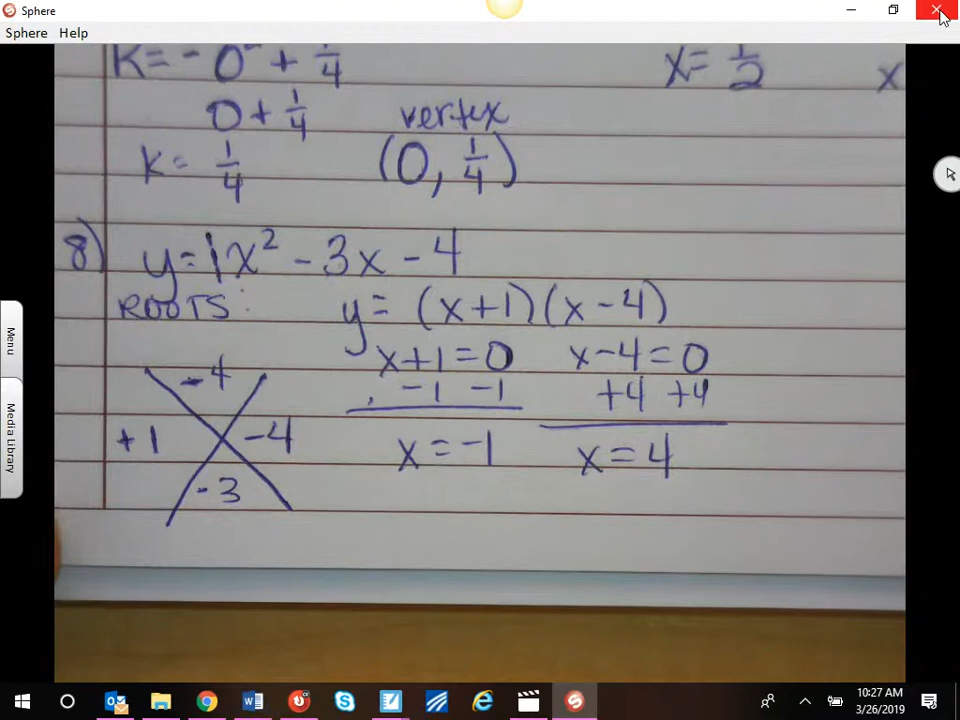 Sphere
Sphere Help
K = - 0² + 1/4
x = 1/2 x
0 + 1/4
vertex
K = 1/4
(0, 1/4)
8) y = 1x² - 3x - 4
ROOTS: y = (x+1)(x-4)
x+1=0 x-4=0
-4
-1 -1 +4 +4
+1 -4
x = -1 x = 4
-3
Menu
Media Library
10:27 AM
3/26/2019